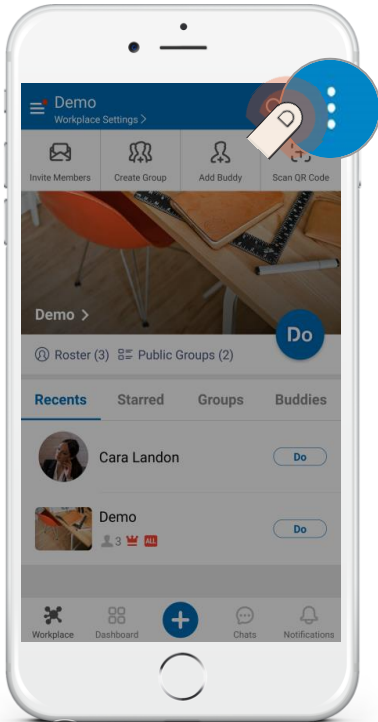 Demo
Workplace Settings >
Invite Members
Create Group
Add Buddy
Scan QR Code
Demo >
Do
Roster (3)
Public Groups (2)
Recents
Starred
Groups
Buddies
Cara Landon
Do
Demo
3
ALL
Do
Workplace
Dashboard
Chats
Notifications